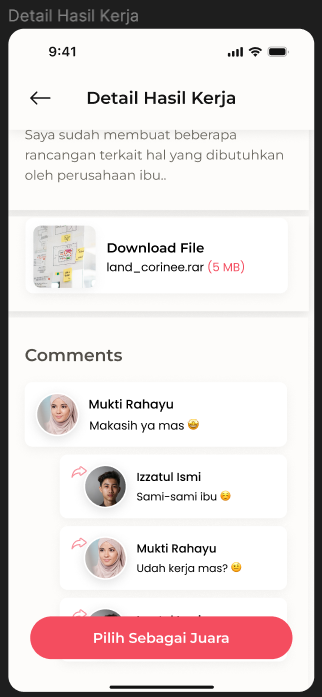 Detail Hasil Kerja
9:41
Detail Hasil Kerja
Saya sudah membuat beberapa
rancangan terkait hal yang dibutuhkan
oleh perusahaan ibu..
Download File
land_corinee.rar (5 MB)
Comments
Mukti Rahayu
Makasih ya mas 🤩
Izzatul Ismi
Sami-sami ibu ☺️
Mukti Rahayu
Udah kerja mas? 😊
Pilih Sebagai Juara